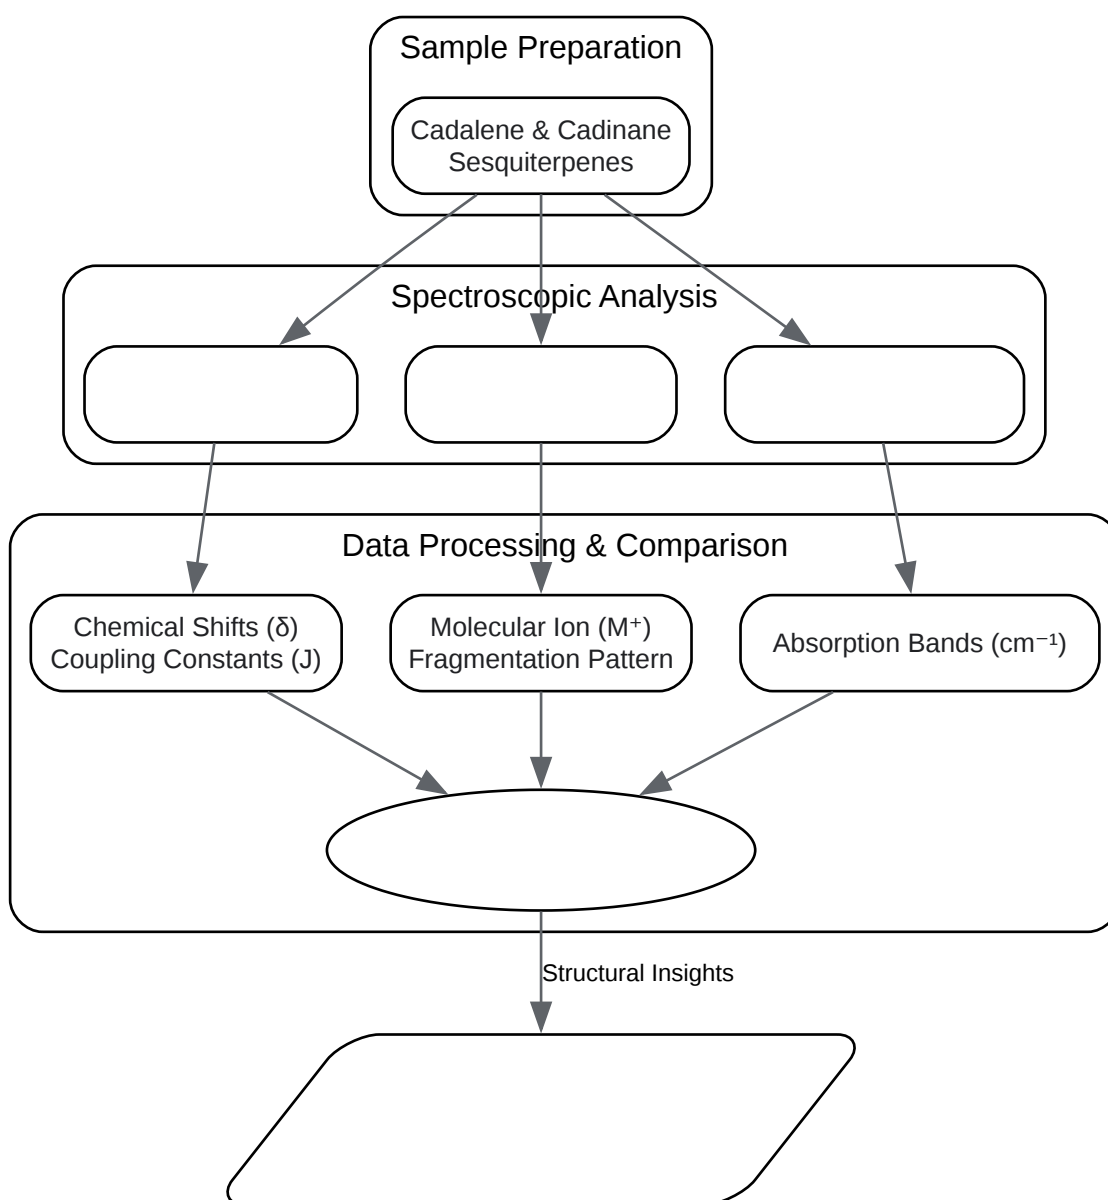 Sample Preparation
Cadalene & Cadinane
Sesquiterpenes
Spectroscopic Analysis
Data Processing & Comparison
Chemical Shifts (δ)
Coupling Constants (J)
Molecular Ion (M⁺)
Fragmentation Pattern
Absorption Bands (cm⁻¹)
Structural Insights